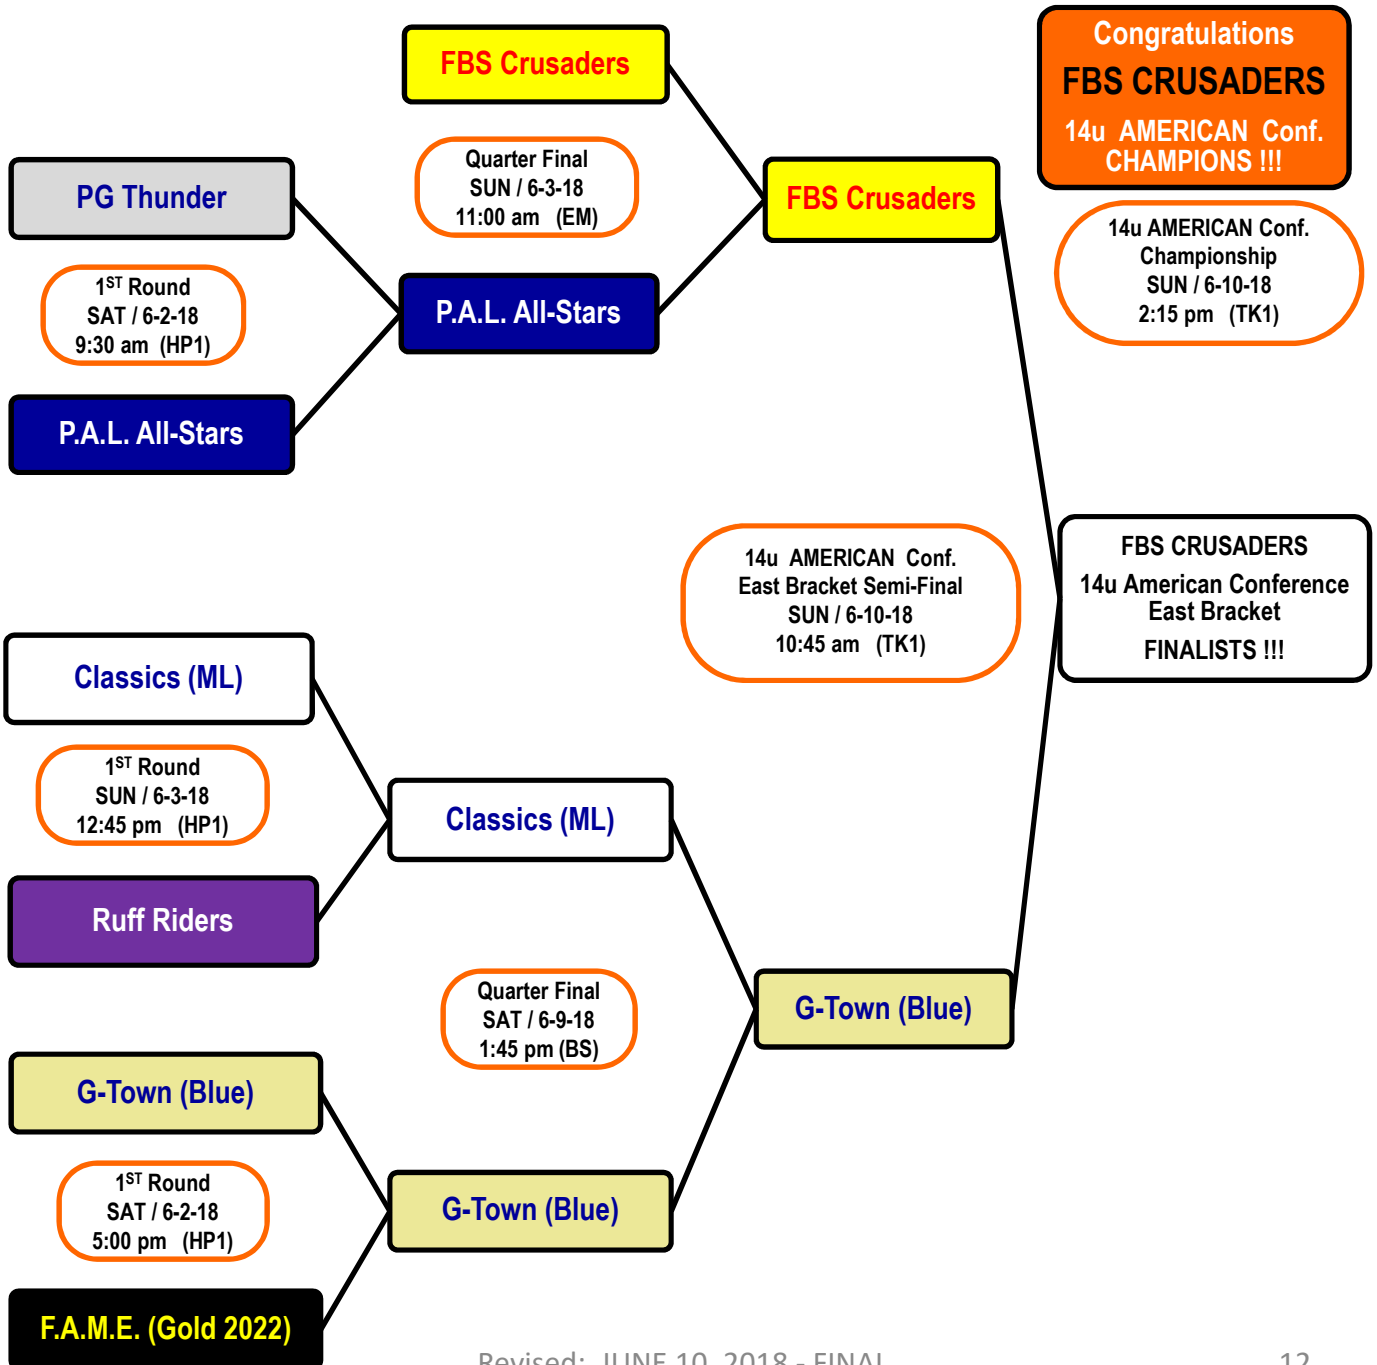 FBS Crusaders
Congratulations
FBS CRUSADERS
14u AMERICAN Conf.
CHAMPIONS !!!
PG Thunder
Quarter Final
SUN / 6-3-18
11:00 am (EM)
FBS Crusaders
14u AMERICAN Conf.
Championship
SUN / 6-10-18
2:15 pm (TK1)
1ST Round
SAT / 6-2-18
9:30 am (HP1)
P.A.L. All-Stars
P.A.L. All-Stars
14u AMERICAN Conf.
East Bracket Semi-Final
SUN / 6-10-18
10:45 am (TK1)
FBS CRUSADERS
14u American Conference
East Bracket
FINALISTS !!!
Classics (ML)
1ST Round
SUN / 6-3-18
12:45 pm (HP1)
Classics (ML)
Ruff Riders
Quarter Final
SAT / 6-9-18
1:45 pm (BS)
G-Town (Blue)
G-Town (Blue)
1ST Round
SAT / 6-2-18
5:00 pm (HP1)
G-Town (Blue)
F.A.M.E. (Gold 2022)
Revised: JUNE 10, 2018 - FINAL
12